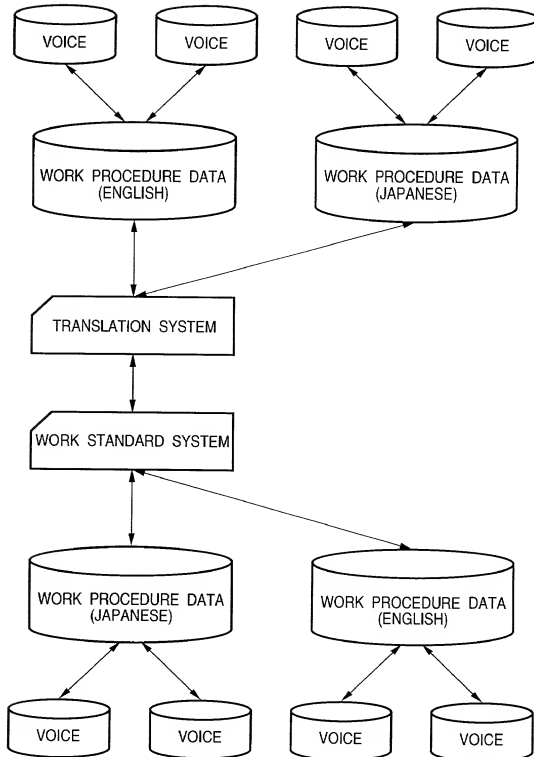 VOICE
VOICE
VOICE
VOICE
WORK PROCEDURE DATA
(ENGLISH)
WORK PROCEDURE DATA
(JAPANESE)
TRANSLATION SYSTEM
WORK STANDARD SYSTEM
WORK PROCEDURE DATA
(JAPANESE)
WORK PROCEDURE DATA
(ENGLISH)
VOICE
VOICE
VOICE
VOICE